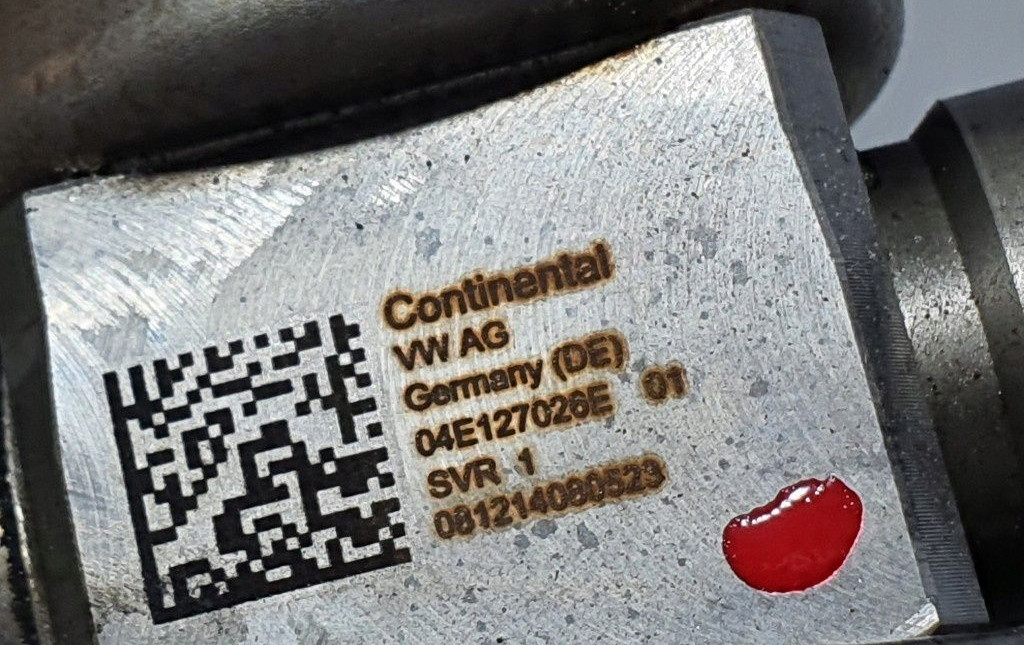 Continental
VW AG
Germany (DE)
04E127026E 01
SVR 1
081214080523